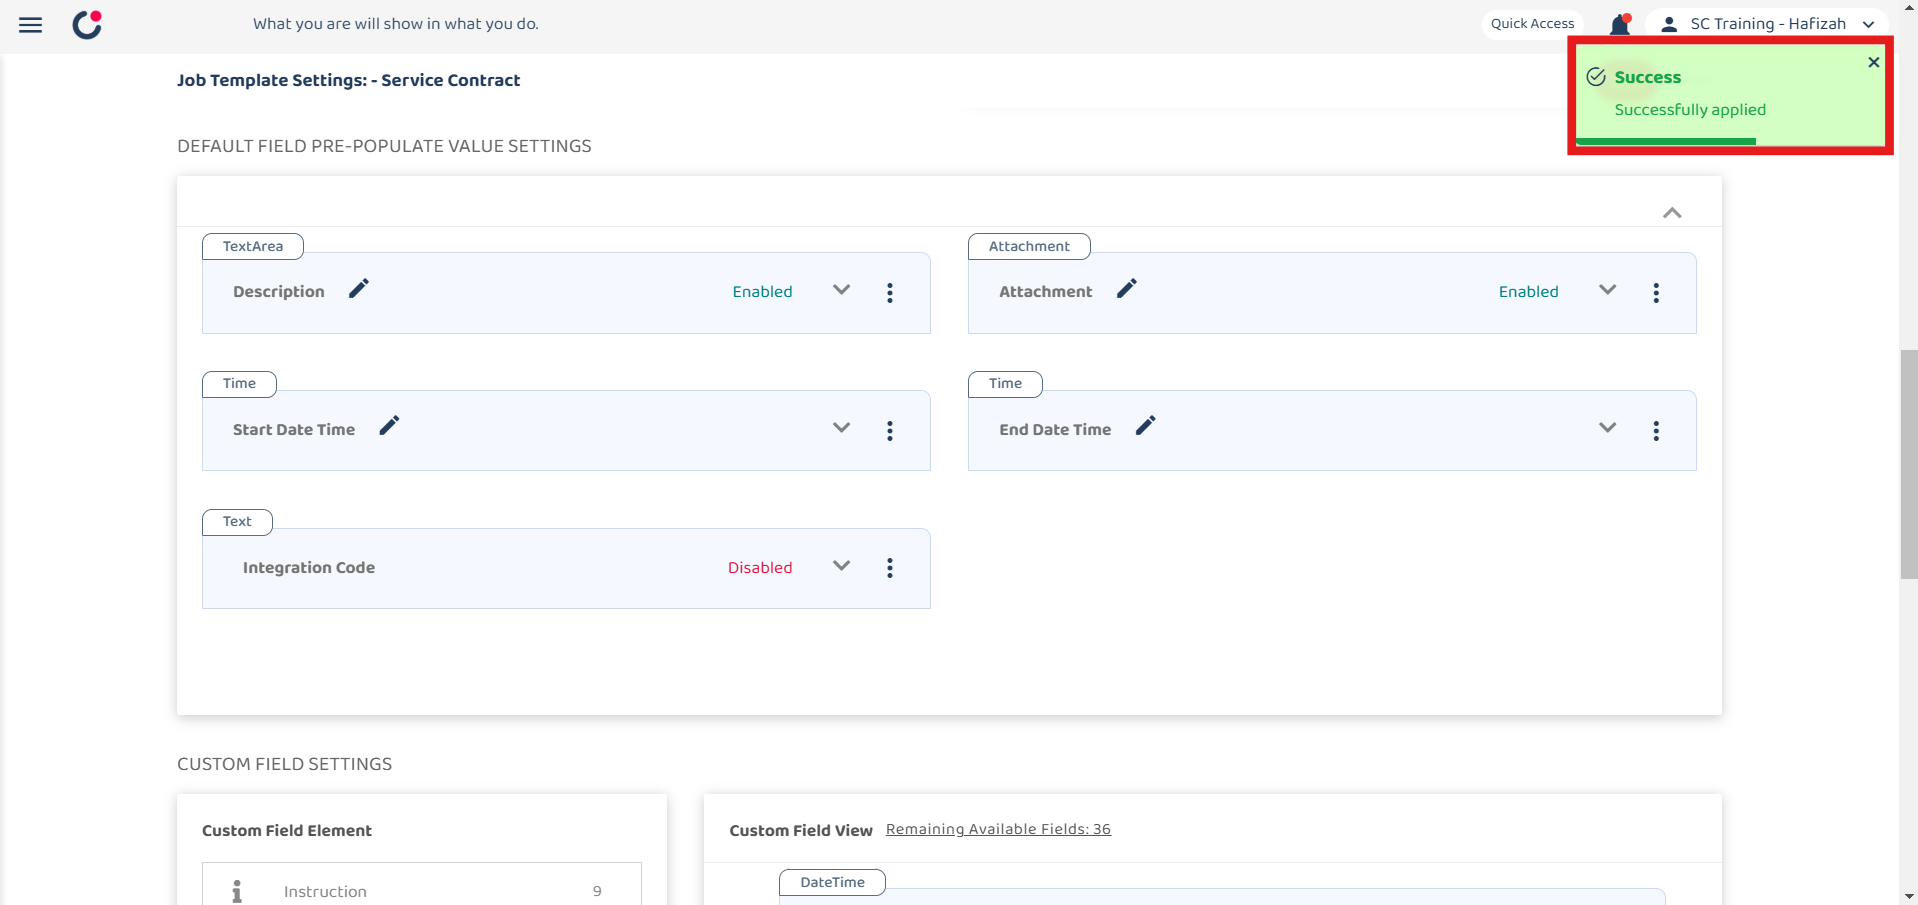 What you are will show in what you do.
Quick Access
SC Training - Hafizah
Job Template Settings: - Service Contract
Success
Successfully applied
DEFAULT FIELD PRE-POPULATE VALUE SETTINGS
TextArea
Description
Enabled
Attachment
Attachment
Enabled
Time
Start Date Time
Time
End Date Time
Text
Integration Code
Disabled
CUSTOM FIELD SETTINGS
Custom Field Element
Instruction 9
Custom Field View Remaining Available Fields: 36
DateTime